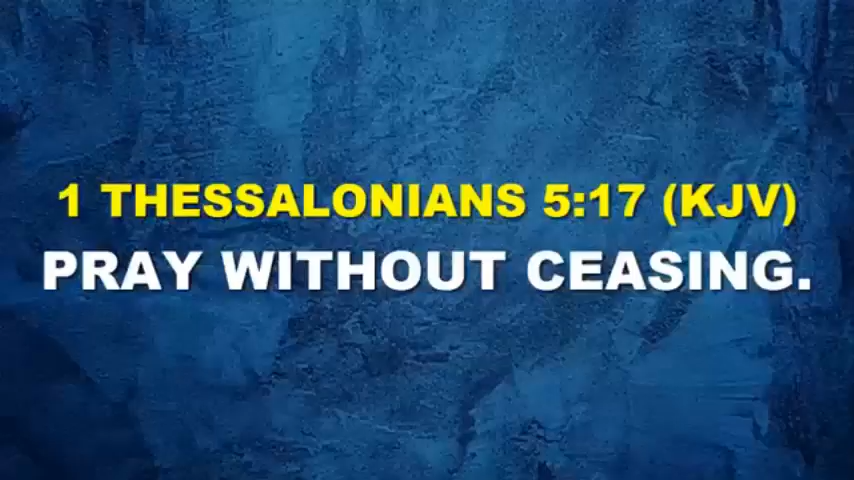 1 THESSALONIANS 5:17 (KJV)
PRAY WITHOUT CEASING.